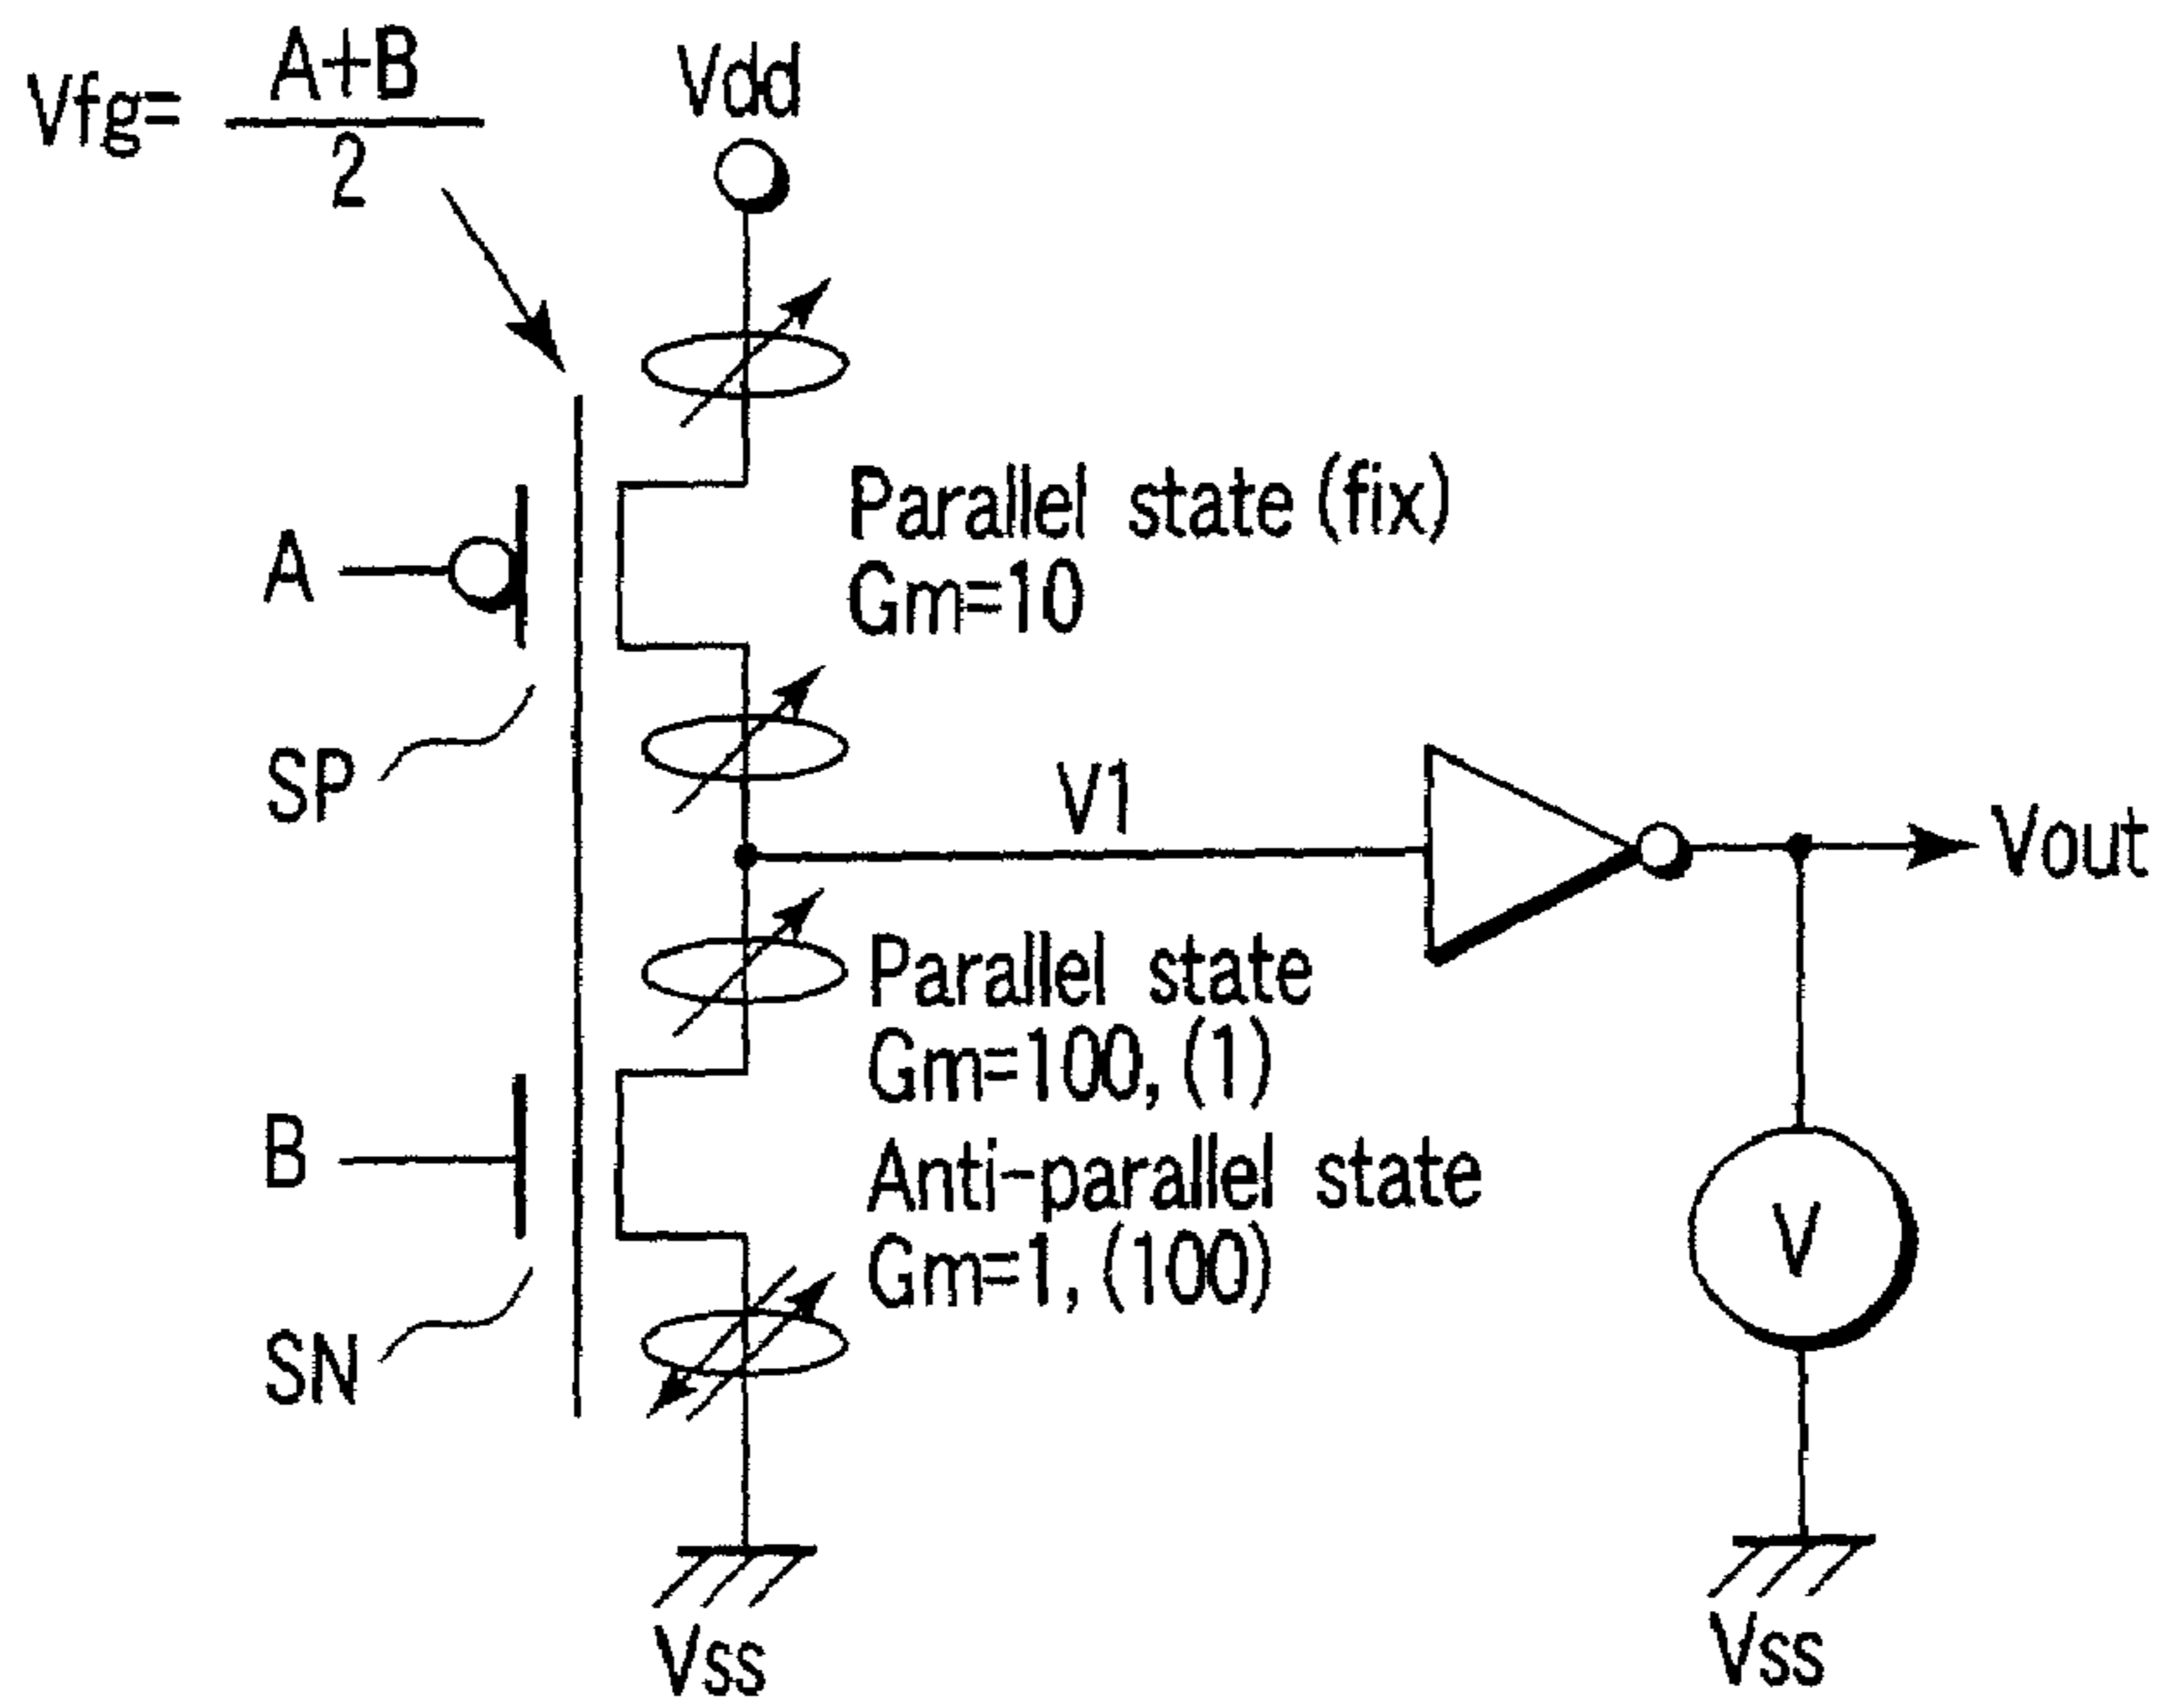 Vfg= A+B
2
Vdd
A
Parallel state (fix)
Gm=10
SP
V1
Vout
Parallel state
Gm=100, (1)
B
Anti-parallel state
Gm=1, (100)
V
SN
Vss
Vss